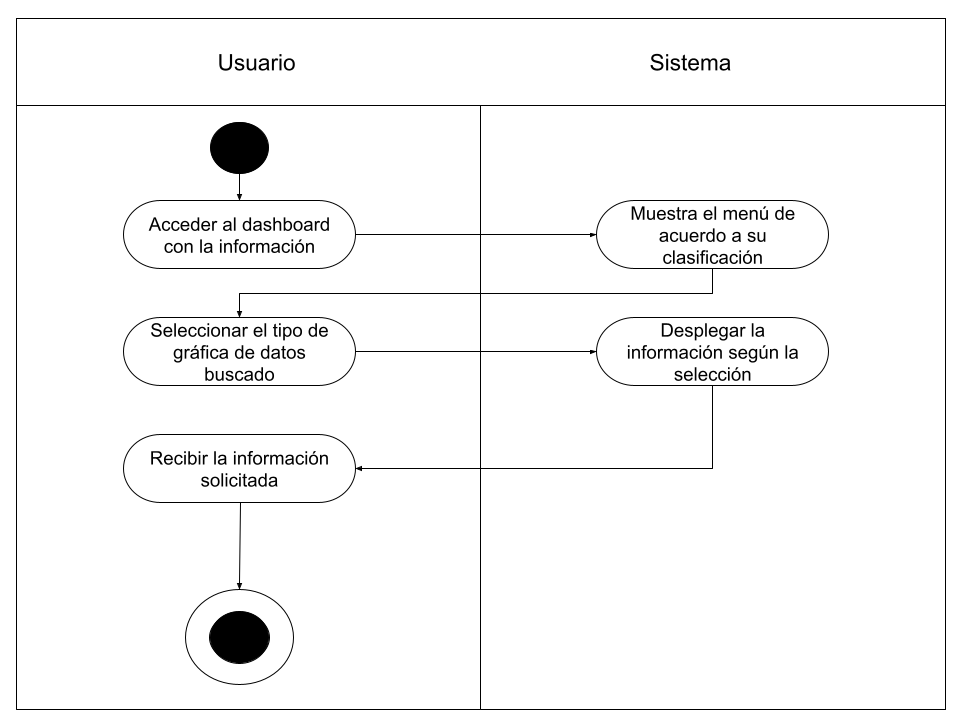 Usuario
Sistema
Acceder al dashboard
con la información
Muestra el menú de
acuerdo a su
clasificación
Seleccionar el tipo de
gráfica de datos
buscado
Desplegar la
información según la
selección
Recibir la información
solicitada